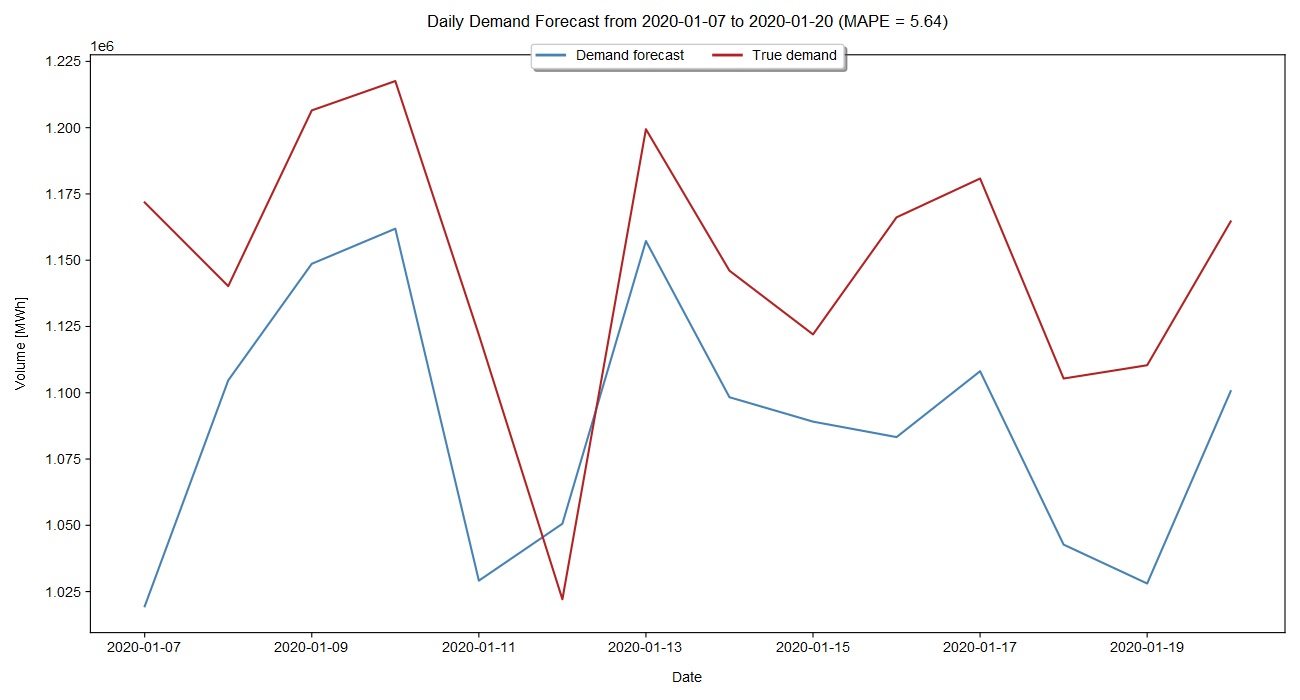 Daily Demand Forecast from 2020-01-07 to 2020-01-20 (MAPE = 5.64)
1e6
Demand forecast True demand
1.225
1.200
1.175
1.150
1.125
1.100
1.075
1.050
1.025
Volume [MWh]
2020-01-07 2020-01-09 2020-01-11 2020-01-13 2020-01-15 2020-01-17 2020-01-19
Date